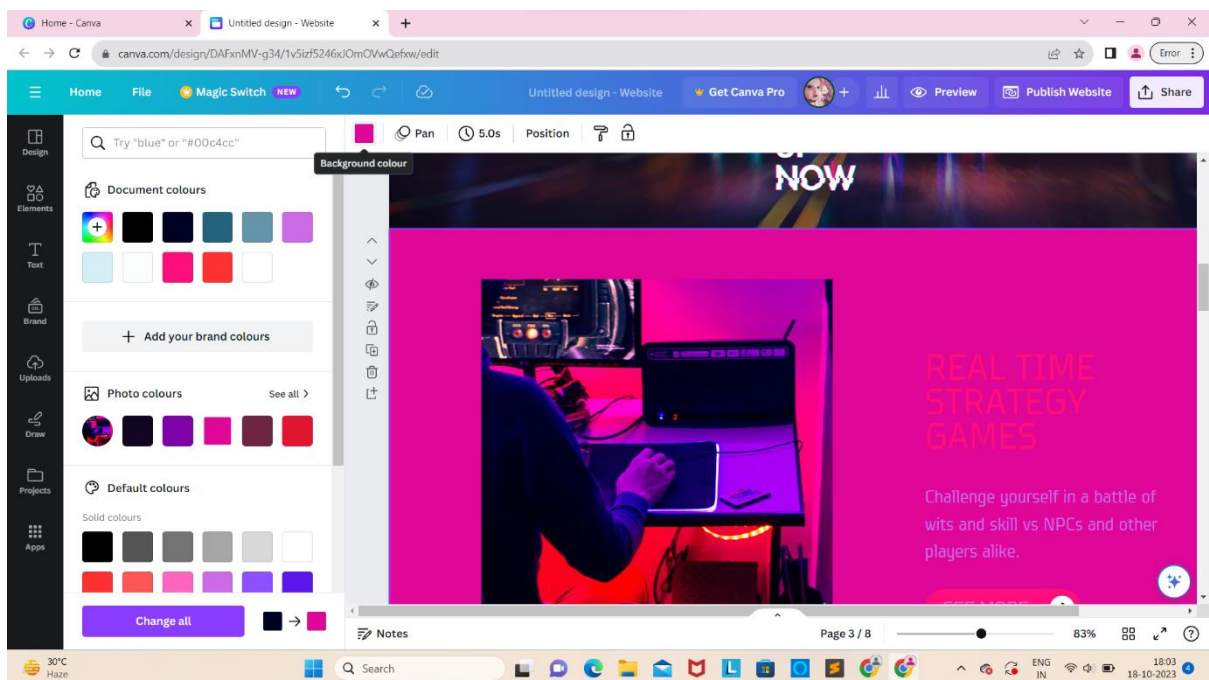 Home - Canva
Untitled design - Website
canva.com/design/DAFxnMV-g34/1v5izf5246xJOmOVwQefxw/edit
Error
Home File Magic Switch NEW Untitled design - Website Get Canva Pro Preview Publish Website Share
Design
Elements
Text
Brand
Uploads
Draw
Projects
Apps
Try "blue" or "#00c4cc"
Pan 5.0s Position
Background colour
Document colours
+ Add your brand colours
Photo colours See all
Default colours
Solid colours
Change all
NOW
REAL TIME
STRATEGY
GAMES
Challenge yourself in a battle of
wits and skill vs NPCs and other
players alike.
SEE MORE
Notes Page 3 / 8 83%
30°C
Haze
Search
ENG
IN
18:03
18-10-2023
4